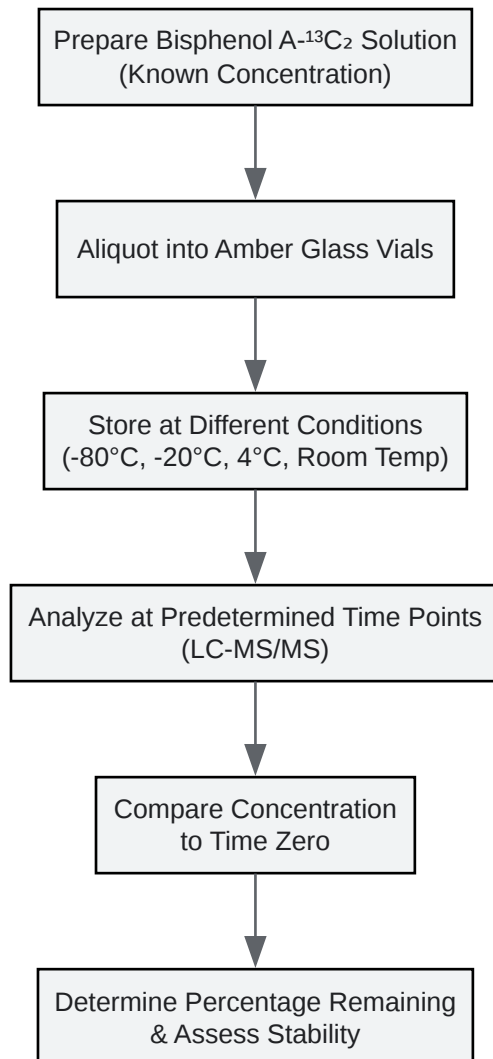 Prepare Bisphenol A-¹³C₂ Solution
(Known Concentration)
Aliquot into Amber Glass Vials
Store at Different Conditions
(-80°C, -20°C, 4°C, Room Temp)
Analyze at Predetermined Time Points
(LC-MS/MS)
Compare Concentration
to Time Zero
Determine Percentage Remaining
& Assess Stability